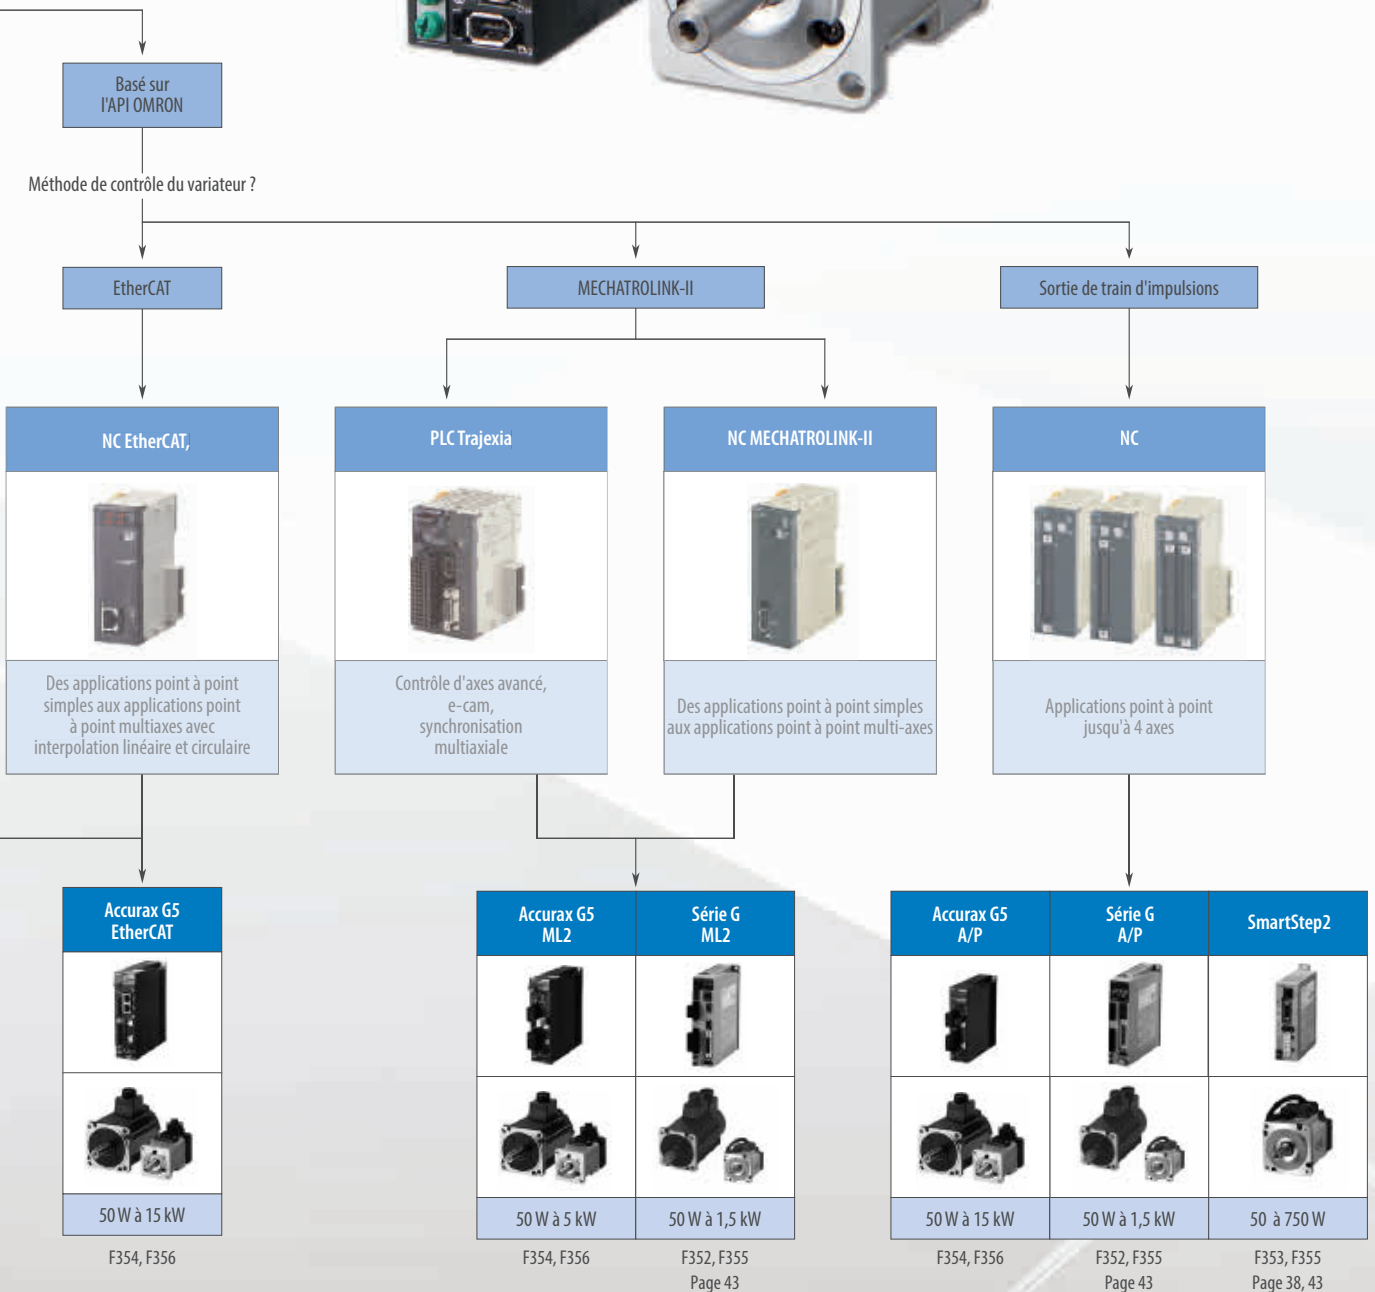 Basé sur
l'API OMRON
Méthode de contrôle du variateur ?
EtherCAT
MECHATROLINK-II
Sortie de train d'impulsions
NC EtherCAT,
PLC Trajexia
NC MECHATROLINK-II
NC
Des applications point à point
simples aux applications point
à point multiaxes avec
interpolation linéaire et circulaire
Contrôle d'axes avancé,
e-cam,
synchronisation
multiaxiale
Des applications point à point simples
aux applications point à point multi-axes
Applications point à point
jusqu'à 4 axes
Accurax G5
EtherCAT
50 W à 15 kW
F354, F356
Accurax G5
ML2
50 W à 5 kW
F354, F356
Série G
ML2
50 W à 1,5 kW
F352, F355
Page 43
Accurax G5
A/P
50 W à 15 kW
F354, F356
Série G
A/P
50 W à 1,5 kW
F352, F355
Page 43
SmartStep2
50 à 750 W
F353, F355
Page 38, 43